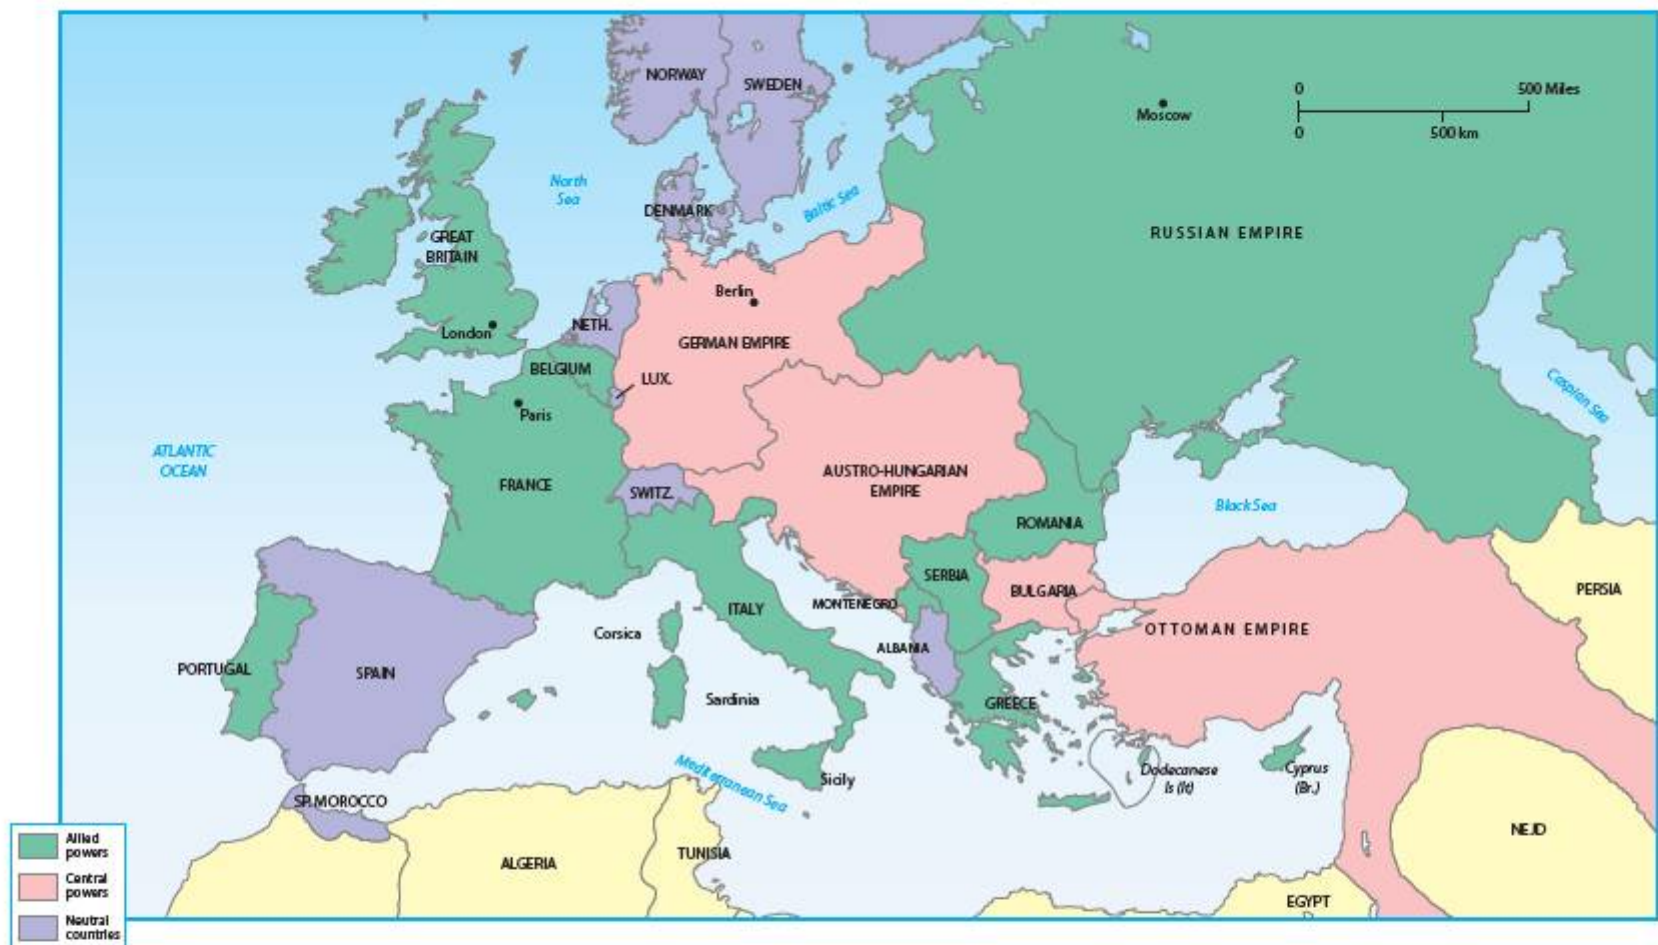 NORWAY
SWEDEN
0
500 Miles
0
500 km
Moscow
North
Sea
Baltic Sea
DENMARK
RUSSIAN EMPIRE
GREAT
BRITAIN
Berlin
London
NETH.
GERMAN EMPIRE
BELGIUM
LUX.
Paris
Caspian Sea
ATLANTIC
OCEAN
FRANCE
SWITZ.
AUSTRO-HUNGARIAN
EMPIRE
Black Sea
ROMANIA
SERBIA
BULGARIA
PERSIA
MONTENEGRO
ITALY
Corsica
OTTOMAN EMPIRE
ALBANIA
PORTUGAL
SPAIN
Sardinia
GREECE
Mediterranean Sea
Sicily
Dodecanese
Is (It)
Cyprus
(Br.)
SP.MOROCCO
NEJD
ALGERIA
TUNISIA
EGYPT
Allied
powers
Central
powers
Neutral
countries